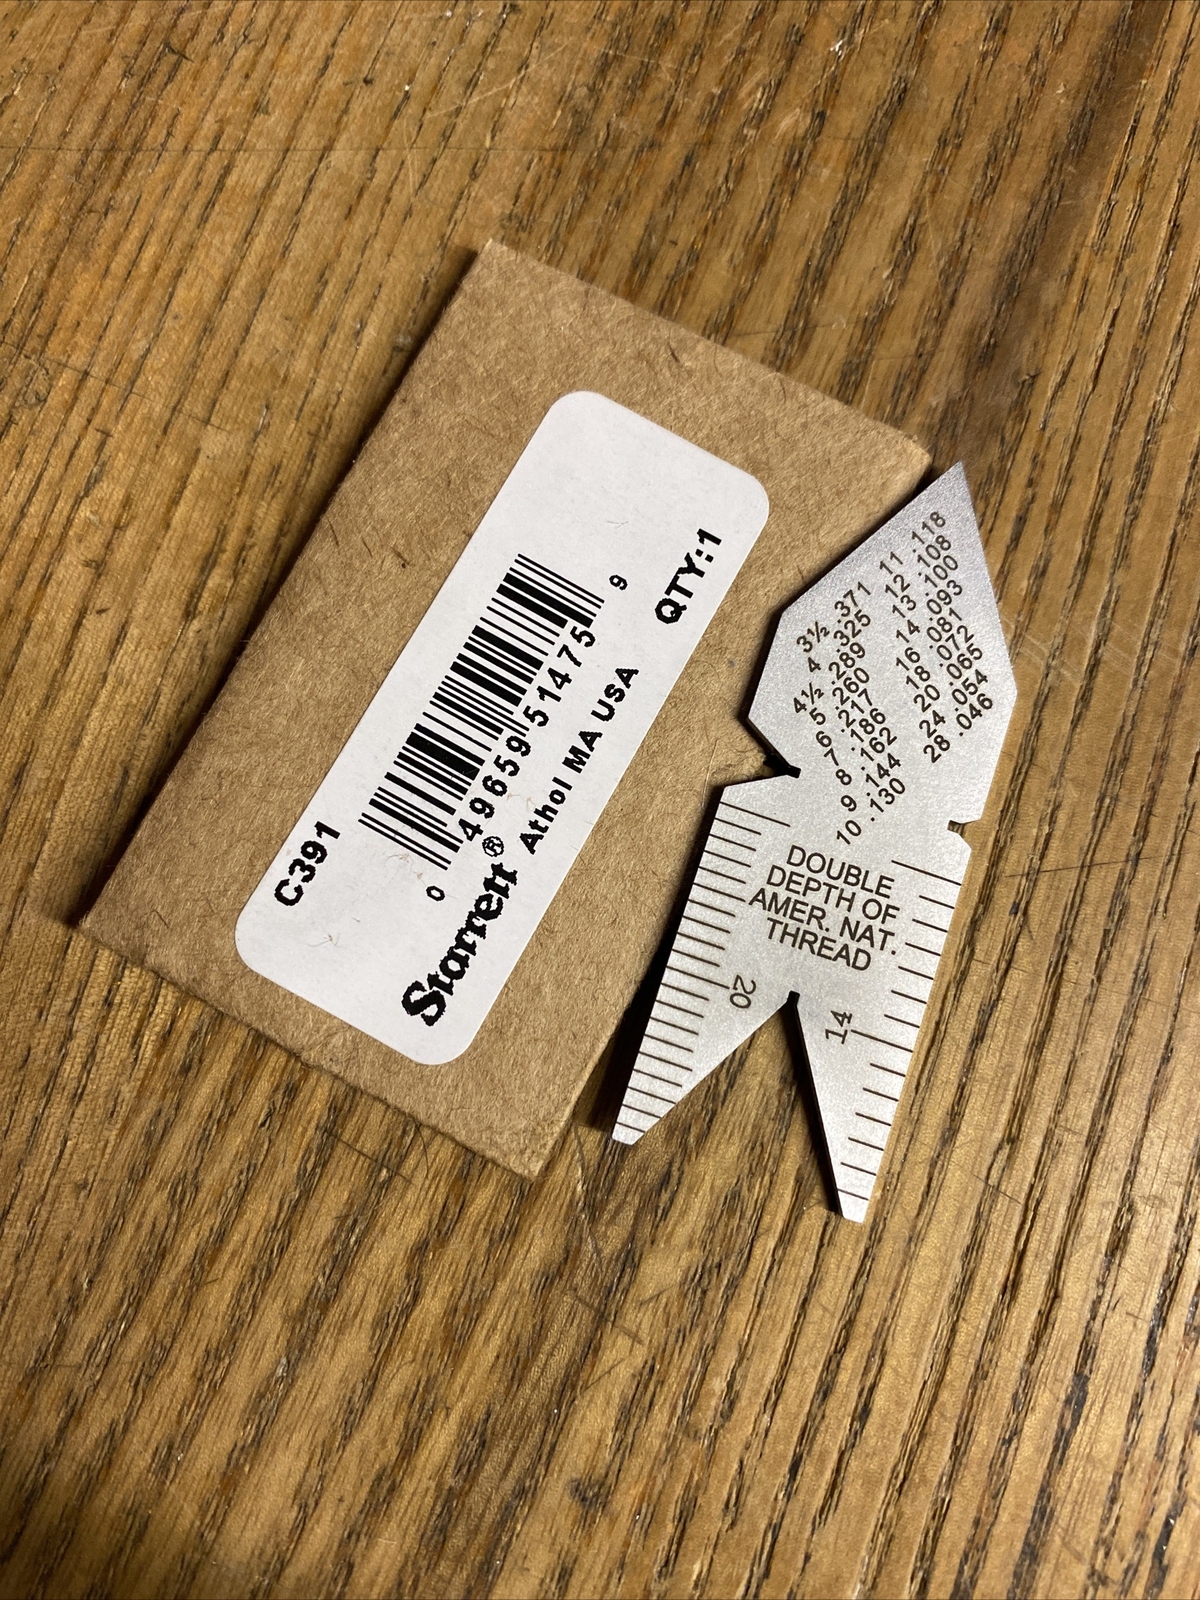 C391
QTY:1
0 49659 51475 9
Starrett® Athol MA USA
3½ .371 11 .118
4 .325 12 .108
4½ .289 13 .100
5 .260 14 .093
6 .217 16 .081
7 .186 18 .072
8 .162 20 .065
9 .144 24 .054
10 .130 28 .046
DOUBLE
DEPTH OF
AMER. NAT.
THREAD
20
14